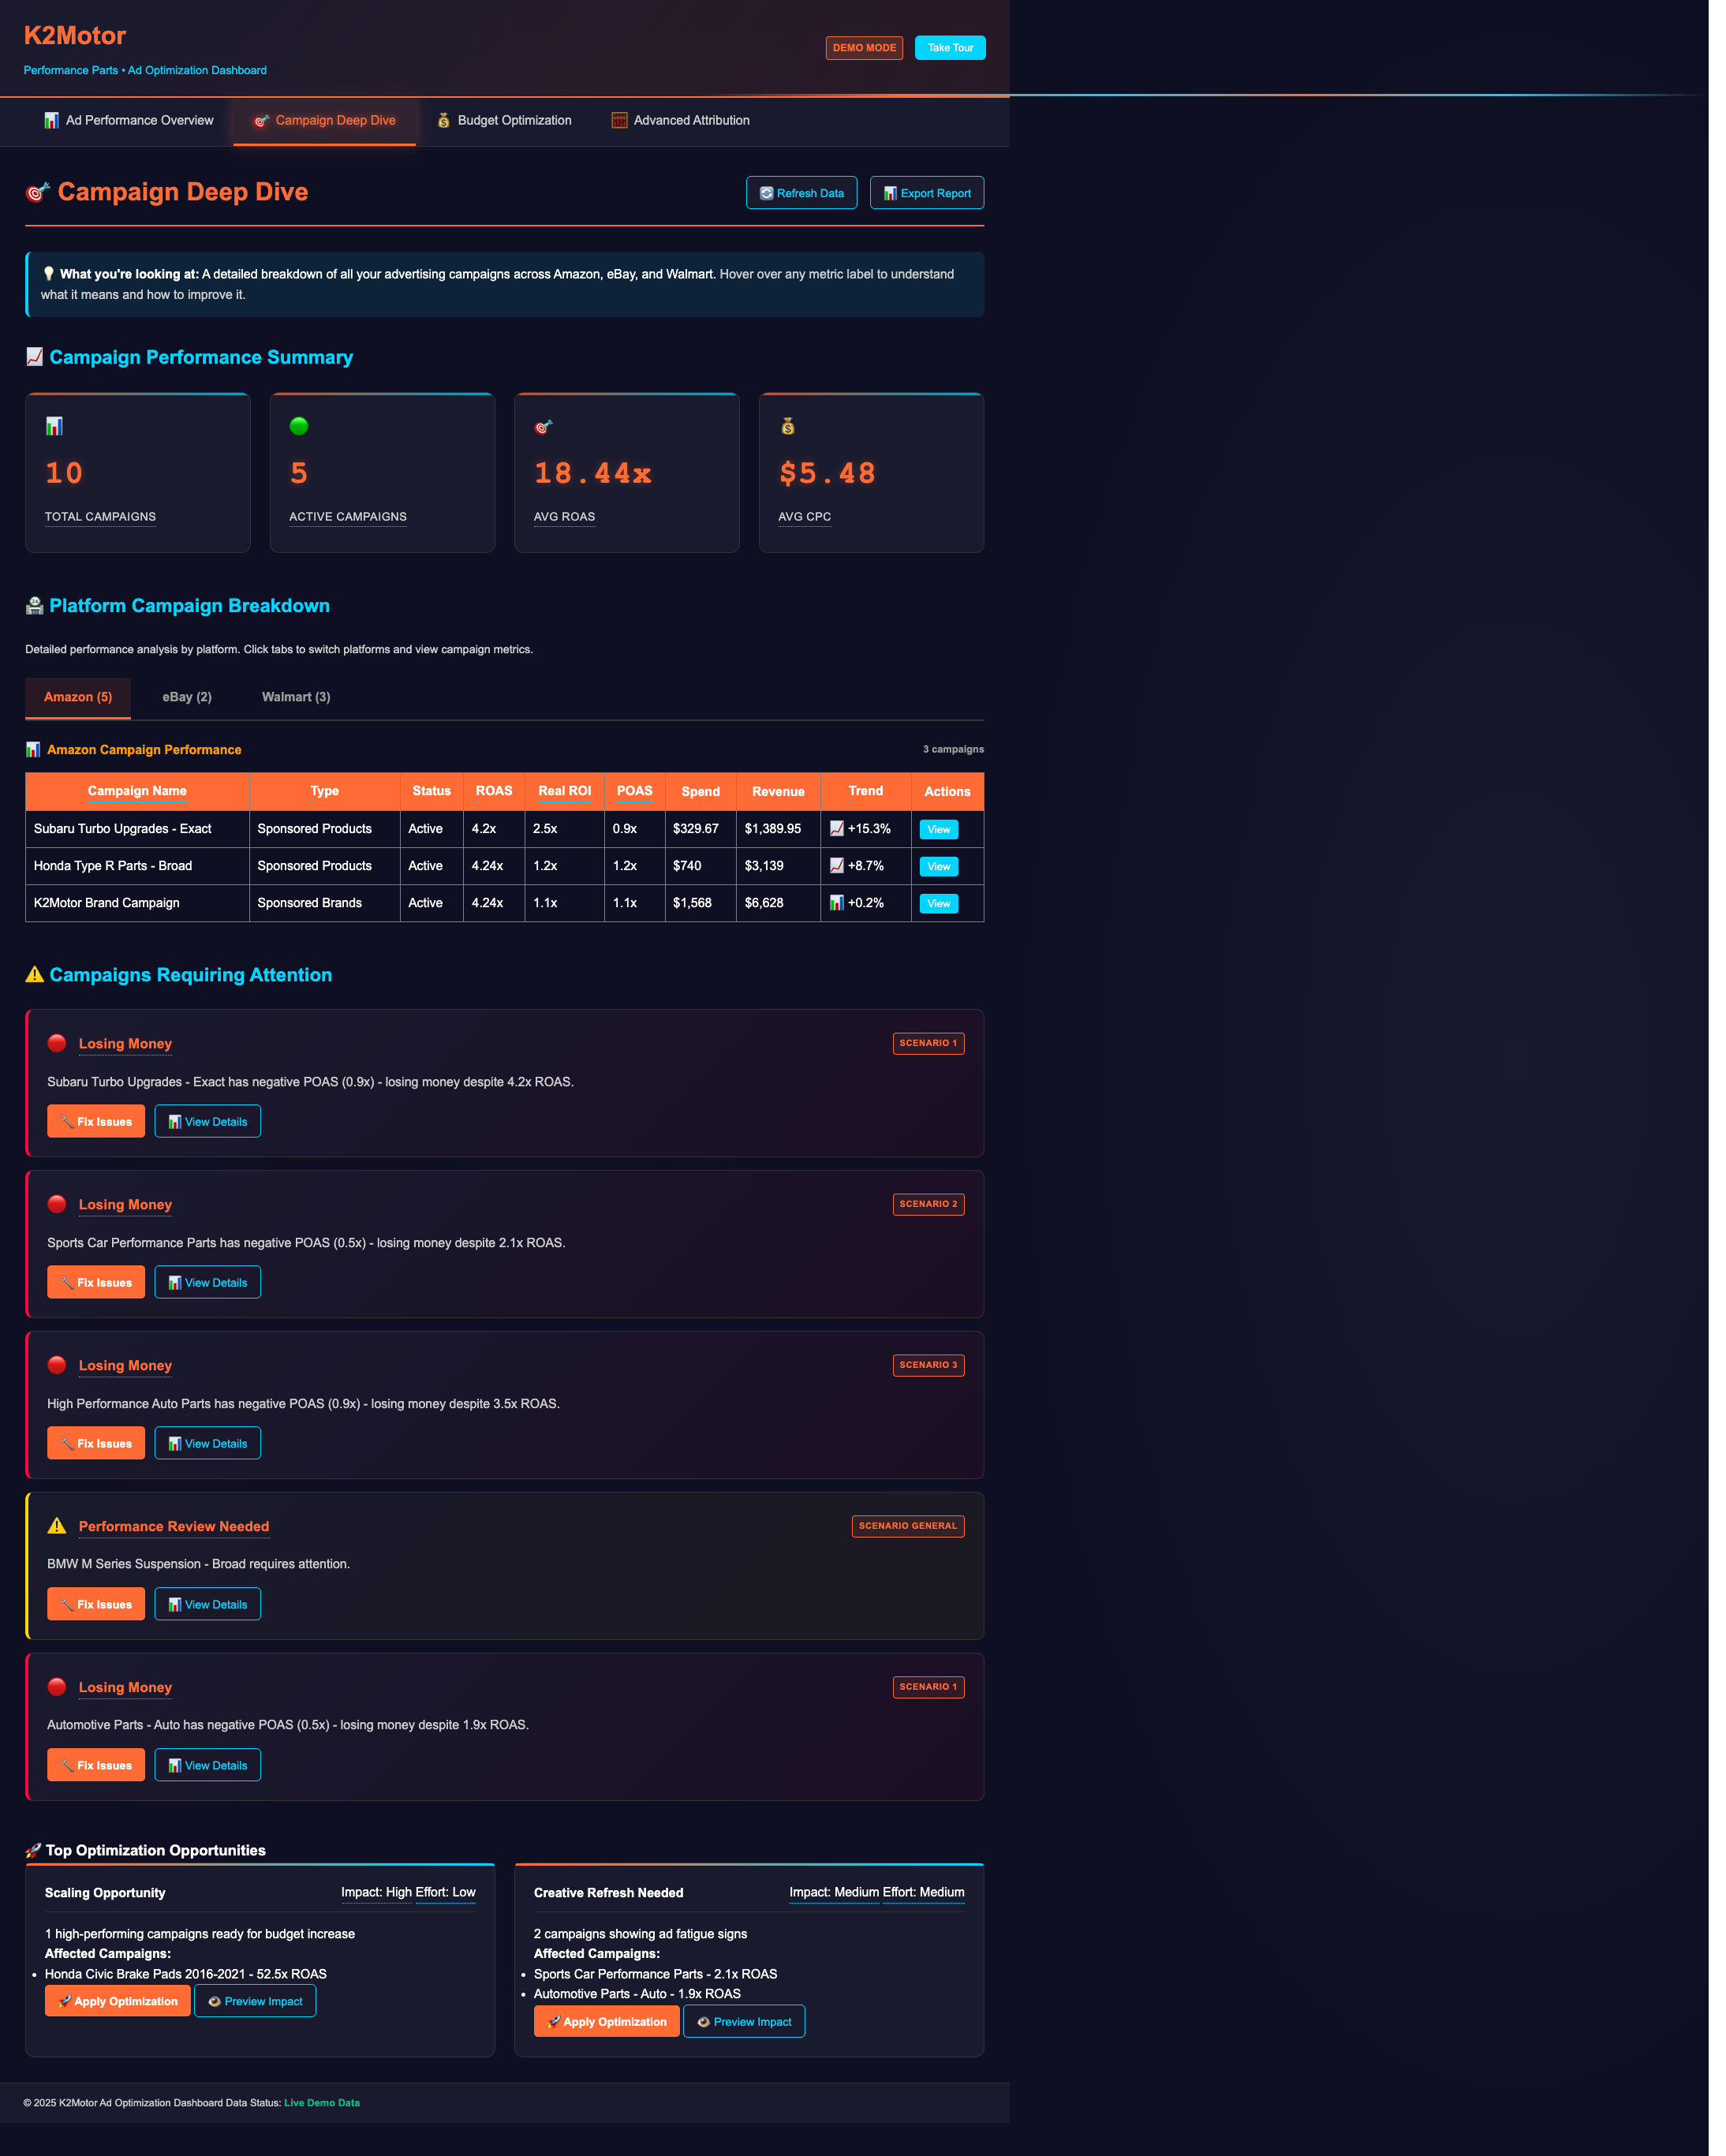 K2Motor
Performance Parts • Ad Optimization Dashboard
DEMO MODE
Take Tour
Ad Performance Overview
Campaign Deep Dive
Budget Optimization
Advanced Attribution
Campaign Deep Dive
Refresh Data
Export Report
What you're looking at: A detailed breakdown of all your advertising campaigns across Amazon, eBay, and Walmart. Hover over any metric label to understand
what it means and how to improve it.
Campaign Performance Summary
10
TOTAL CAMPAIGNS
5
ACTIVE CAMPAIGNS
18.44x
AVG ROAS
$5.48
AVG CPC
Platform Campaign Breakdown
Detailed performance analysis by platform. Click tabs to switch platforms and view campaign metrics.
Amazon (5)
eBay (2)
Walmart (3)
Amazon Campaign Performance
3 campaigns
Campaign Name Type Status ROAS Real ROI POAS Spend Revenue Trend Actions
Subaru Turbo Upgrades - Exact Sponsored Products Active 4.2x 2.5x 0.9x $329.67 $1,389.95 +15.3% View
Honda Type R Parts - Broad Sponsored Products Active 4.24x 1.2x 1.2x $740 $3,139 +8.7% View
K2Motor Brand Campaign Sponsored Brands Active 4.24x 1.1x 1.1x $1,568 $6,628 +0.2% View
Campaigns Requiring Attention
Losing Money
SCENARIO 1
Subaru Turbo Upgrades - Exact has negative POAS (0.9x) - losing money despite 4.2x ROAS.
Fix Issues
View Details
Losing Money
SCENARIO 2
Sports Car Performance Parts has negative POAS (0.5x) - losing money despite 2.1x ROAS.
Fix Issues
View Details
Losing Money
SCENARIO 3
High Performance Auto Parts has negative POAS (0.9x) - losing money despite 3.5x ROAS.
Fix Issues
View Details
Performance Review Needed
SCENARIO GENERAL
BMW M Series Suspension - Broad requires attention.
Fix Issues
View Details
Losing Money
SCENARIO 1
Automotive Parts - Auto has negative POAS (0.5x) - losing money despite 1.9x ROAS.
Fix Issues
View Details
Top Optimization Opportunities
Scaling Opportunity
Impact: High Effort: Low
1 high-performing campaigns ready for budget increase
Affected Campaigns:
• Honda Civic Brake Pads 2016-2021 - 52.5x ROAS
Apply Optimization
Preview Impact
Creative Refresh Needed
Impact: Medium Effort: Medium
2 campaigns showing ad fatigue signs
Affected Campaigns:
• Sports Car Performance Parts - 2.1x ROAS
• Automotive Parts - Auto - 1.9x ROAS
Apply Optimization
Preview Impact
© 2025 K2Motor Ad Optimization Dashboard Data Status: Live Demo Data